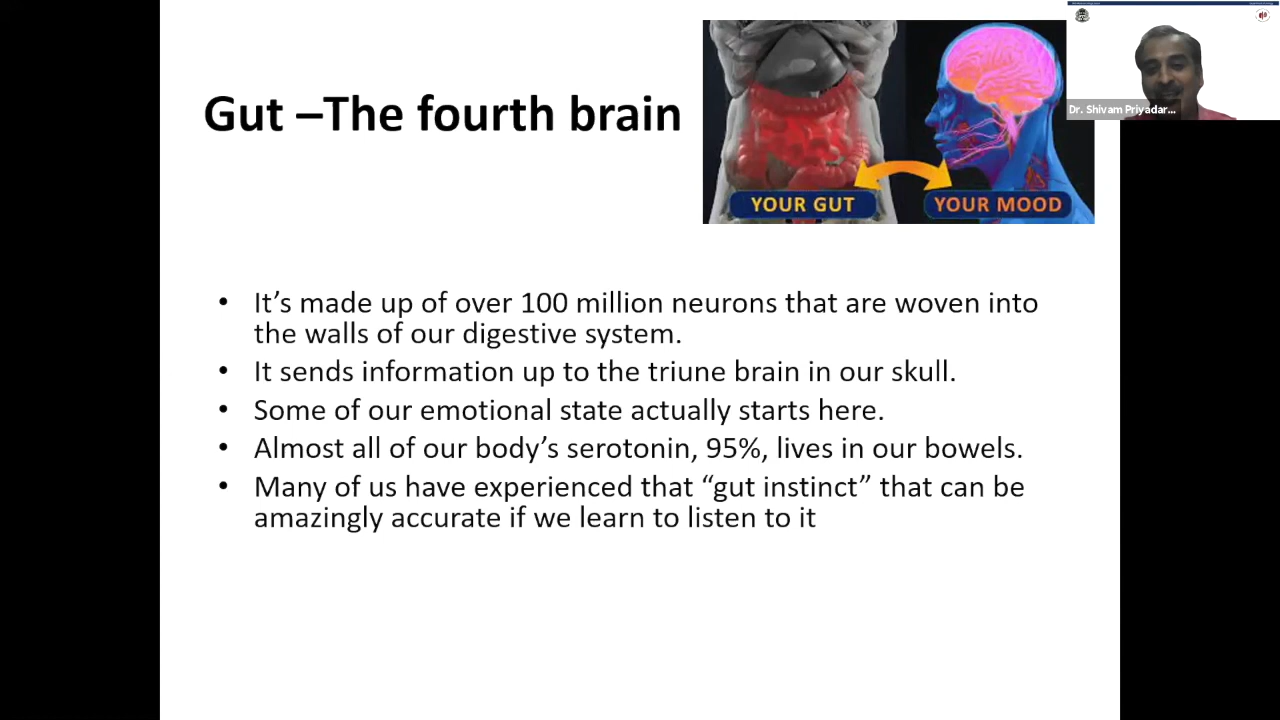 Gut –The fourth brain
YOUR GUT
YOUR MOOD
Dr. Shivam Priyadar...
• It’s made up of over 100 million neurons that are woven into
the walls of our digestive system.
• It sends information up to the triune brain in our skull.
• Some of our emotional state actually starts here.
• Almost all of our body’s serotonin, 95%, lives in our bowels.
• Many of us have experienced that “gut instinct” that can be
amazingly accurate if we learn to listen to it